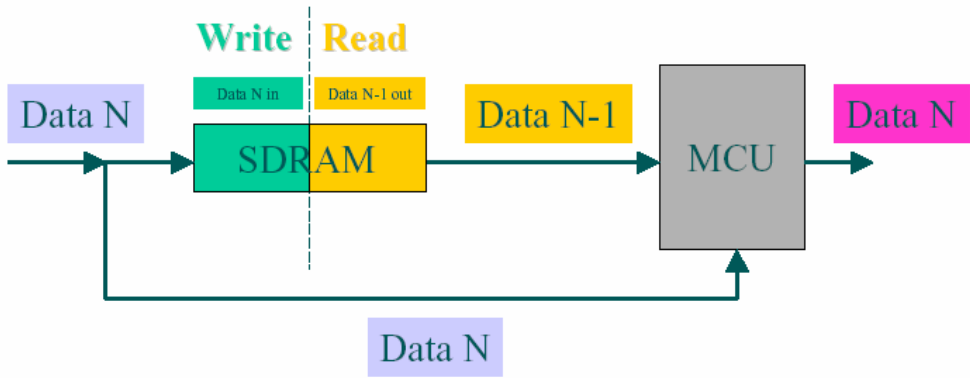 Write Read
Data N in Data N-1 out
Data N
Data N-1
Data N
SDRAM
MCU
Data N